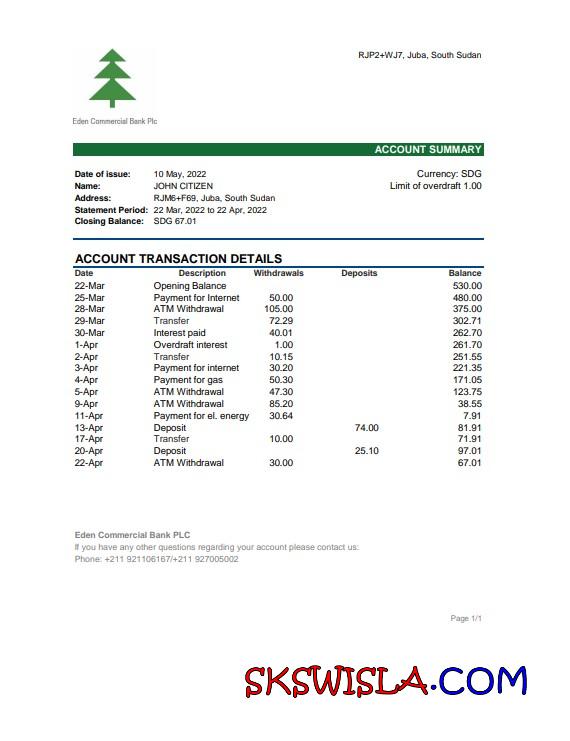 RJP2+WJ7, Juba, South Sudan
Eden Commercial Bank Plc
ACCOUNT SUMMARY
Date of issue: 10 May, 2022 Currency: SDG
Name: JOHN CITIZEN Limit of overdraft 1.00
Address: RJM6+F69, Juba, South Sudan
Statement Period: 22 Mar, 2022 to 22 Apr, 2022
Closing Balance: SDG 67.01
ACCOUNT TRANSACTION DETAILS
Date Description Withdrawals Deposits Balance
22-Mar Opening Balance 530.00
25-Mar Payment for Internet 50.00 480.00
28-Mar ATM Withdrawal 105.00 375.00
29-Mar Transfer 72.29 302.71
30-Mar Interest paid 40.01 262.70
1-Apr Overdraft interest 1.00 261.70
2-Apr Transfer 10.15 251.55
3-Apr Payment for internet 30.20 221.35
4-Apr Payment for gas 50.30 171.05
5-Apr ATM Withdrawal 47.30 123.75
9-Apr ATM Withdrawal 85.20 38.55
11-Apr Payment for el. energy 30.64 7.91
13-Apr Deposit 74.00 81.91
17-Apr Transfer 10.00 71.91
20-Apr Deposit 25.10 97.01
22-Apr ATM Withdrawal 30.00 67.01
Eden Commercial Bank PLC
If you have any other questions regarding your account please contact us:
Phone: +211 921106167/+211 927005002
Page 1/1
SKSWISLA.COM